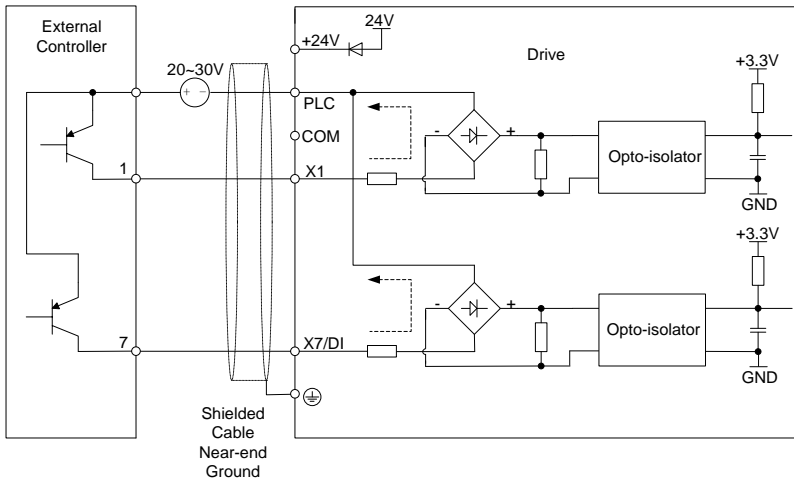 External
Controller
20~30V
+ -
1
7
Shielded
Cable
Near-end
Ground
24V
+24V
Drive
PLC
COM
X1
- +
Opto-isolator
+3.3V
GND
X7/DI
- +
Opto-isolator
+3.3V
GND